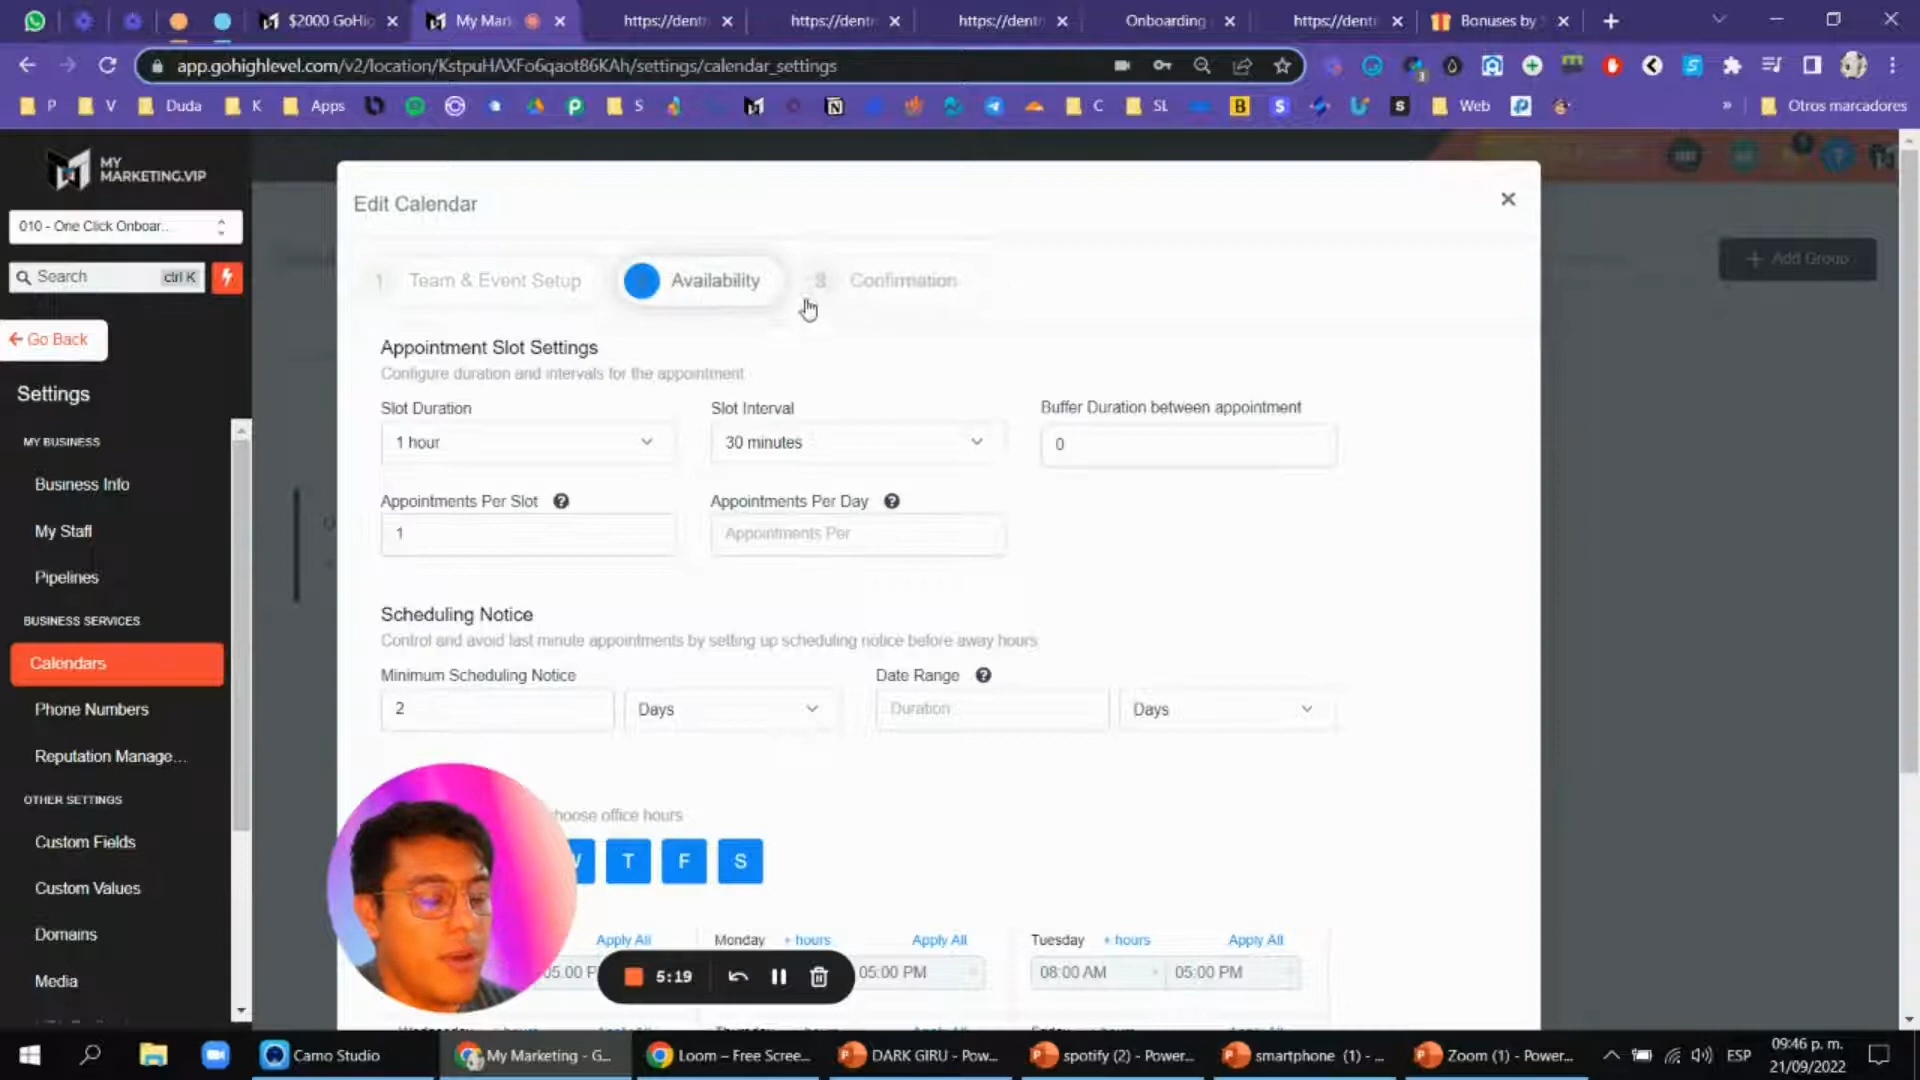 $2000 GoHig
My Mark
https://dent
https://dent
https://dent
Onboarding
https://dent
Bonuses by
app.gohighlevel.com/v2/location/KstpuHAXFo6qaot86KAh/settings/calendar_settings
P
V
Duda
K
Apps
S
C
SL
Web
Otros marcadores
MY
MARKETING.VIP
010 - One Click Onboar...
Search
ctrl K
Go Back
Settings
MY BUSINESS
Business Info
My Staff
Pipelines
BUSINESS SERVICES
Calendars
Phone Numbers
Reputation Manage...
OTHER SETTINGS
Custom Fields
Custom Values
Domains
Media
+ Add Group
Edit Calendar
1 Team & Event Setup
Availability
3 Confirmation
Appointment Slot Settings
Configure duration and intervals for the appointment
Slot Duration
Slot Interval
Buffer Duration between appointment
1 hour
30 minutes
0
Appointments Per Slot
Appointments Per Day
1
Appointments Per
Scheduling Notice
Control and avoid last minute appointments by setting up scheduling notice before away hours
Minimum Scheduling Notice
Date Range
2
Days
Duration
Days
hoose office hours
T
F
S
Apply All
Monday + hours Apply All
Tuesday + hours Apply All
05:00 P
05:00 PM
08:00 AM
05:00 PM
5:19
Camo Studio
My Marketing - G...
Loom – Free Scree...
DARK GIRU - Pow...
spotify (2) - Power...
smartphone (1) - ...
Zoom (1) - Power...
ESP
09:46 p. m.
21/09/2022